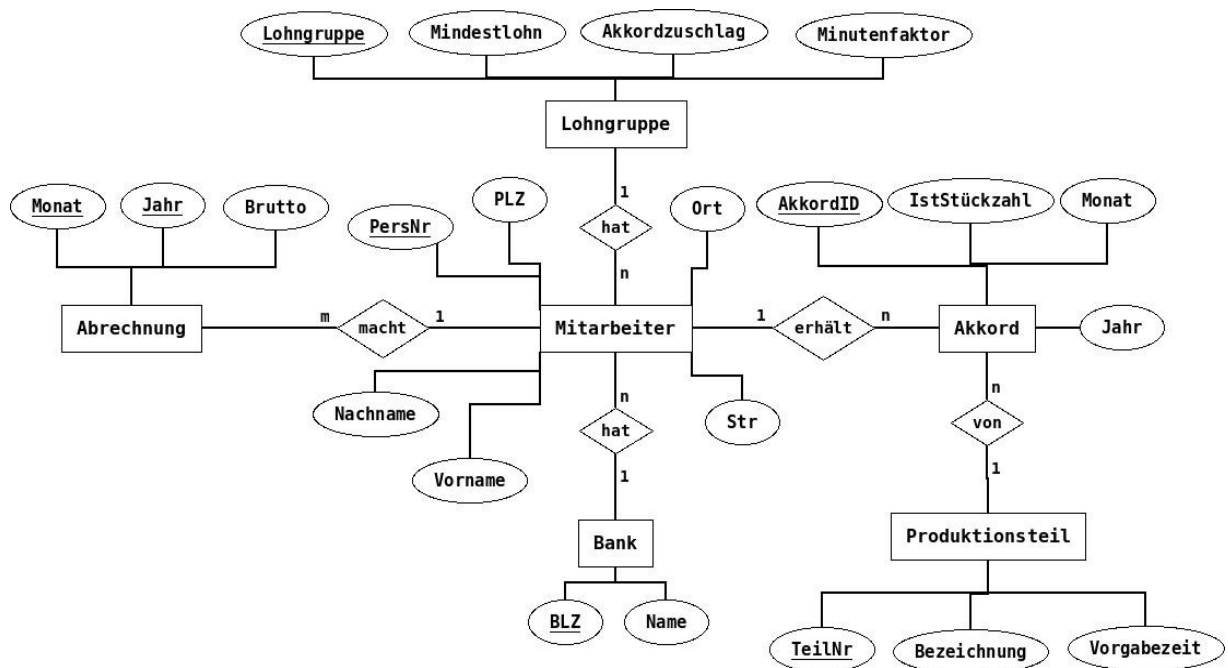 Lohngruppe
Mindestlohn
Akkordzuschlag
Minutenfaktor
Lohngruppe
1
hat
n
Monat
Jahr
Brutto
PersNr
PLZ
Ort
AkkordID
IstStückzahl
Monat
Abrechnung
m
macht
1
Mitarbeiter
1
erhält
n
Akkord
Jahr
Nachname
Vorname
n
hat
1
Str
n
von
1
Bank
BLZ
Name
Produktionsteil
TeilNr
Bezeichnung
Vorgabezeit